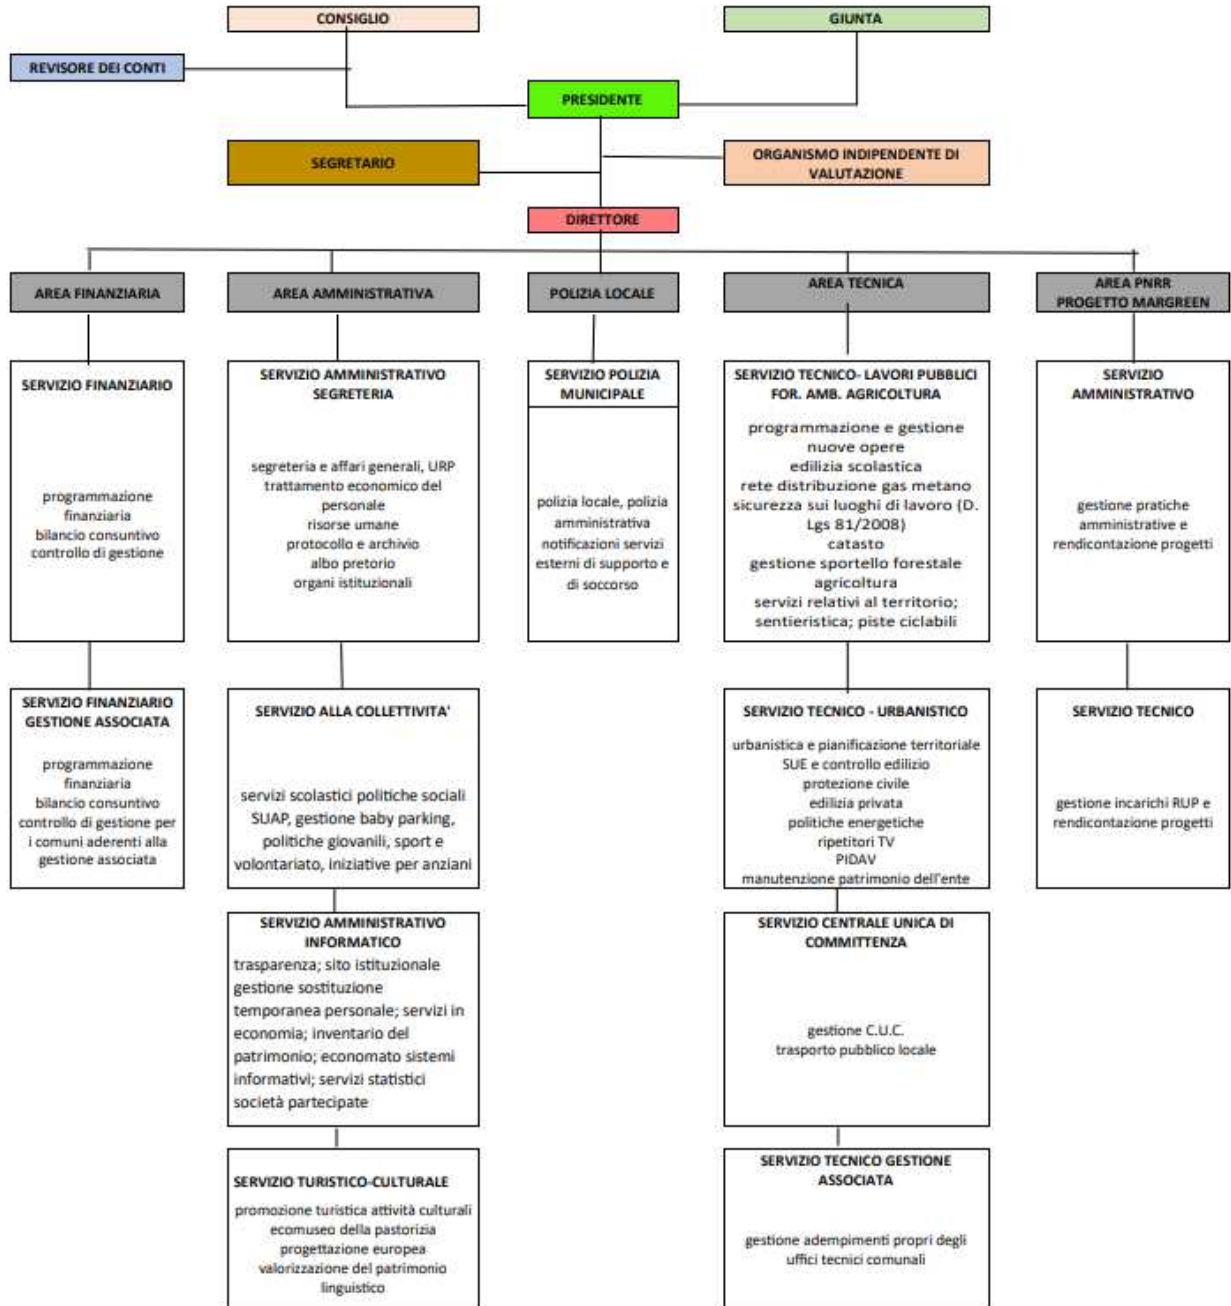 CONSIGLIO
GIUNTA
REVISORE DEI CONTI
PRESIDENTE
SEGRETARIO
ORGANISMO INDIPENDENTE DI
VALUTAZIONE
DIRETTORE
AREA FINANZIARIA
AREA AMMINISTRATIVA
POLIZIA LOCALE
AREA TECNICA
AREA PNRR
PROGETTO MARGREEN
SERVIZIO FINANZIARIO
programmazione
finanziaria
bilancio consuntivo
controllo di gestione
SERVIZIO AMMINISTRATIVO
SEGRETERIA
segreteria e affari generali, URP
trattamento economico del
personale
risorse umane
protocollo e archivio
albo pretorio
organi istituzionali
SERVIZIO POLIZIA
MUNICIPALE
polizia locale, polizia
amministrativa
notificazioni servizi
esterni di supporto e
di soccorso
SERVIZIO TECNICO- LAVORI PUBBLICI
FOR. AMB. AGRICOLTURA
programmazione e gestione
nuove opere
edilizia scolastica
rete distribuzione gas metano
sicurezza sui luoghi di lavoro (D.
Lgs 81/2008)
catasto
gestione sportello forestale
agricoltura
servizi relativi al territorio;
sentieristica; piste ciclabili
SERVIZIO
AMMINISTRATIVO
gestione pratiche
amministrative e
rendicontazione progetti
SERVIZIO FINANZIARIO
GESTIONE ASSOCIATA
programmazione
finanziaria
bilancio consuntivo
controllo di gestione per
i comuni aderenti alla
gestione associata
SERVIZIO ALLA COLLETTIVITA'
servizi scolastici politiche sociali
SUAP, gestione baby parking,
politiche giovanili, sport e
volontariato, iniziative per anziani
SERVIZIO TECNICO - URBANISTICO
urbanistica e pianificazione territoriale
SUE e controllo edilizio
protezione civile
edilizia privata
politiche energetiche
ripetitori TV
PIDAV
manutenzione patrimonio dell'ente
SERVIZIO TECNICO
gestione incarichi RUP e
rendicontazione progetti
SERVIZIO AMMINISTRATIVO
INFORMATICO
trasparenza; sito istituzionale
gestione sostituzione
temporanea personale; servizi in
economia; inventario del
patrimonio; economato sistemi
informativi; servizi statistici
società partecipate
SERVIZIO CENTRALE UNICA DI
COMMITTENZA
gestione C.U.C.
trasporto pubblico locale
SERVIZIO TURISTICO-CULTURALE
promozione turistica attività culturali
ecomuseo della pastorizia
progettazione europea
valorizzazione del patrimonio
linguistico
SERVIZIO TECNICO GESTIONE
ASSOCIATA
gestione adempimenti propri degli
uffici tecnici comunali